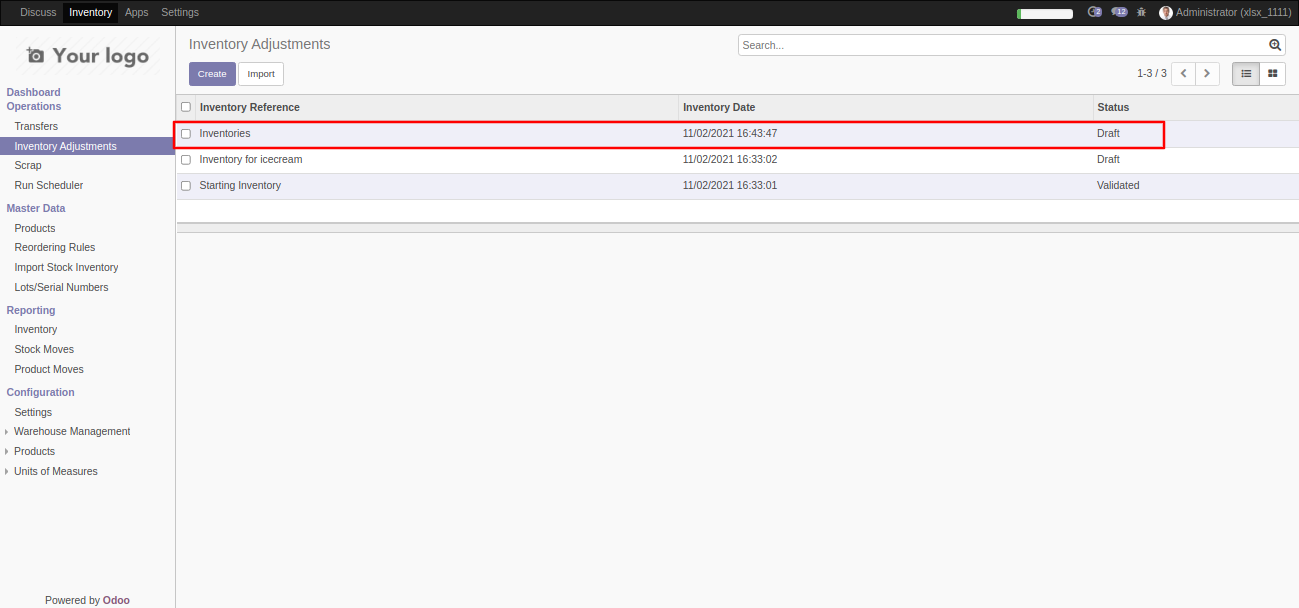 Discuss Inventory Apps Settings 2 12 Administrator (xlsx_1111)
Your logo
Dashboard
Operations
Transfers
Inventory Adjustments
Scrap
Run Scheduler
Master Data
Products
Reordering Rules
Import Stock Inventory
Lots/Serial Numbers
Reporting
Inventory
Stock Moves
Product Moves
Configuration
Settings
Warehouse Management
Products
Units of Measures
Powered by Odoo
Inventory Adjustments
Search...
Create Import 1-3 / 3
Inventory Reference Inventory Date Status
Inventories 11/02/2021 16:43:47 Draft
Inventory for icecream 11/02/2021 16:33:02 Draft
Starting Inventory 11/02/2021 16:33:01 Validated